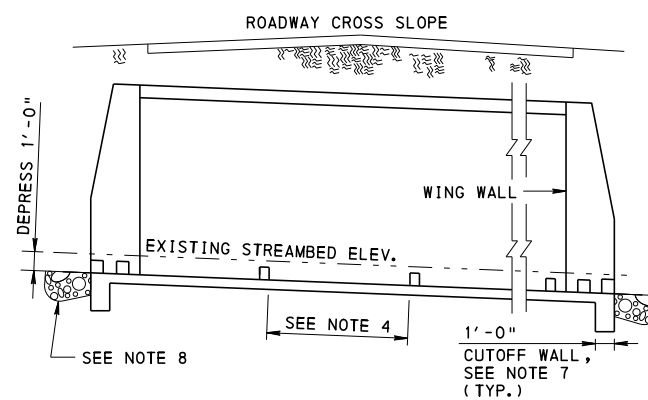 ROADWAY CROSS SLOPE
DEPRESS 1'-0"
WING WALL
EXISTING STREAMBED ELEV.
SEE NOTE 4
SEE NOTE 8
1'-0"
CUTOFF WALL,
SEE NOTE 7
(TYP.)